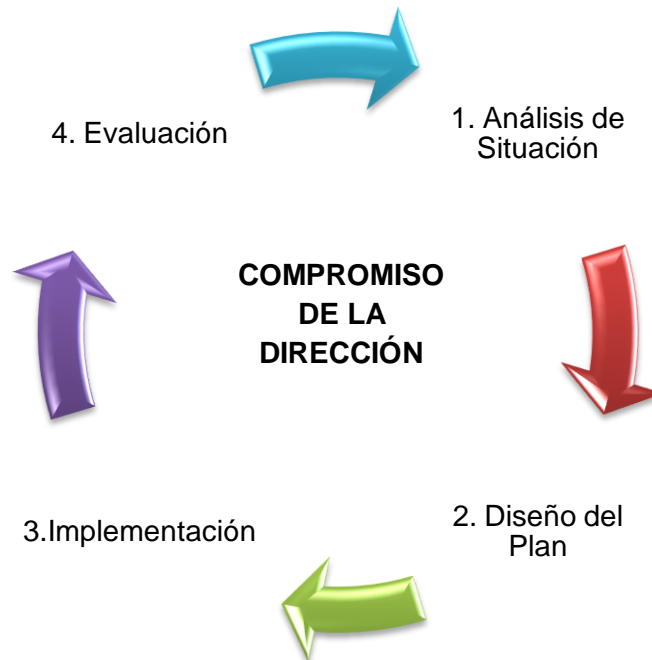 4. Evaluación
1. Análisis de
Situación
COMPROMISO
DE LA
DIRECCIÓN
3.Implementación
2. Diseño del
Plan